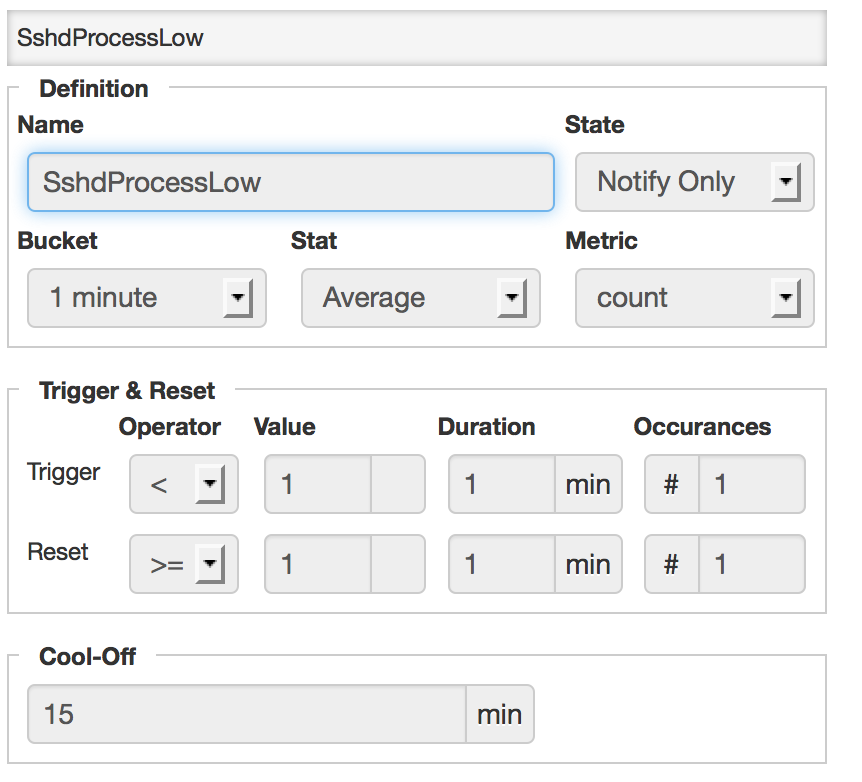 SshdProcessLow
Definition
Name State
SshdProcessLow Notify Only
Bucket Stat Metric
1 minute Average count
Trigger & Reset
Operator Value Duration Occurances
Trigger < 1 1 min # 1
Reset >= 1 1 min # 1
Cool-Off
15 min